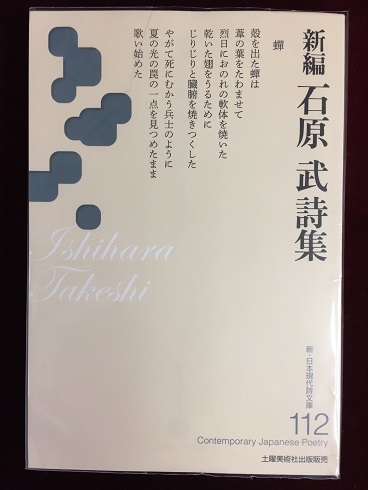 新編 石原 武 詩集
蟬
殻を出た蟬は
葦の葉をたわませて
烈日におのれの軟体を焼いた
乾いた翅をうるために
じりじりと臓腑を焼きつくした
やがて死にむかう兵士のように
夏の光の罠の一点を見つめたまま
歌い始めた
Ishihara
Takeshi
新・日本現代詩文庫
112
Contemporary Japanese Poetry
土曜美術社出版販売